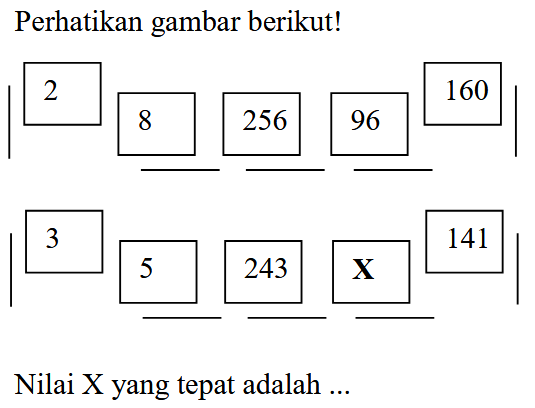 Perhatikan gambar berikut!
2 8 256 96 160
3 5 243 X 141
Nilai X yang tepat adalah ...